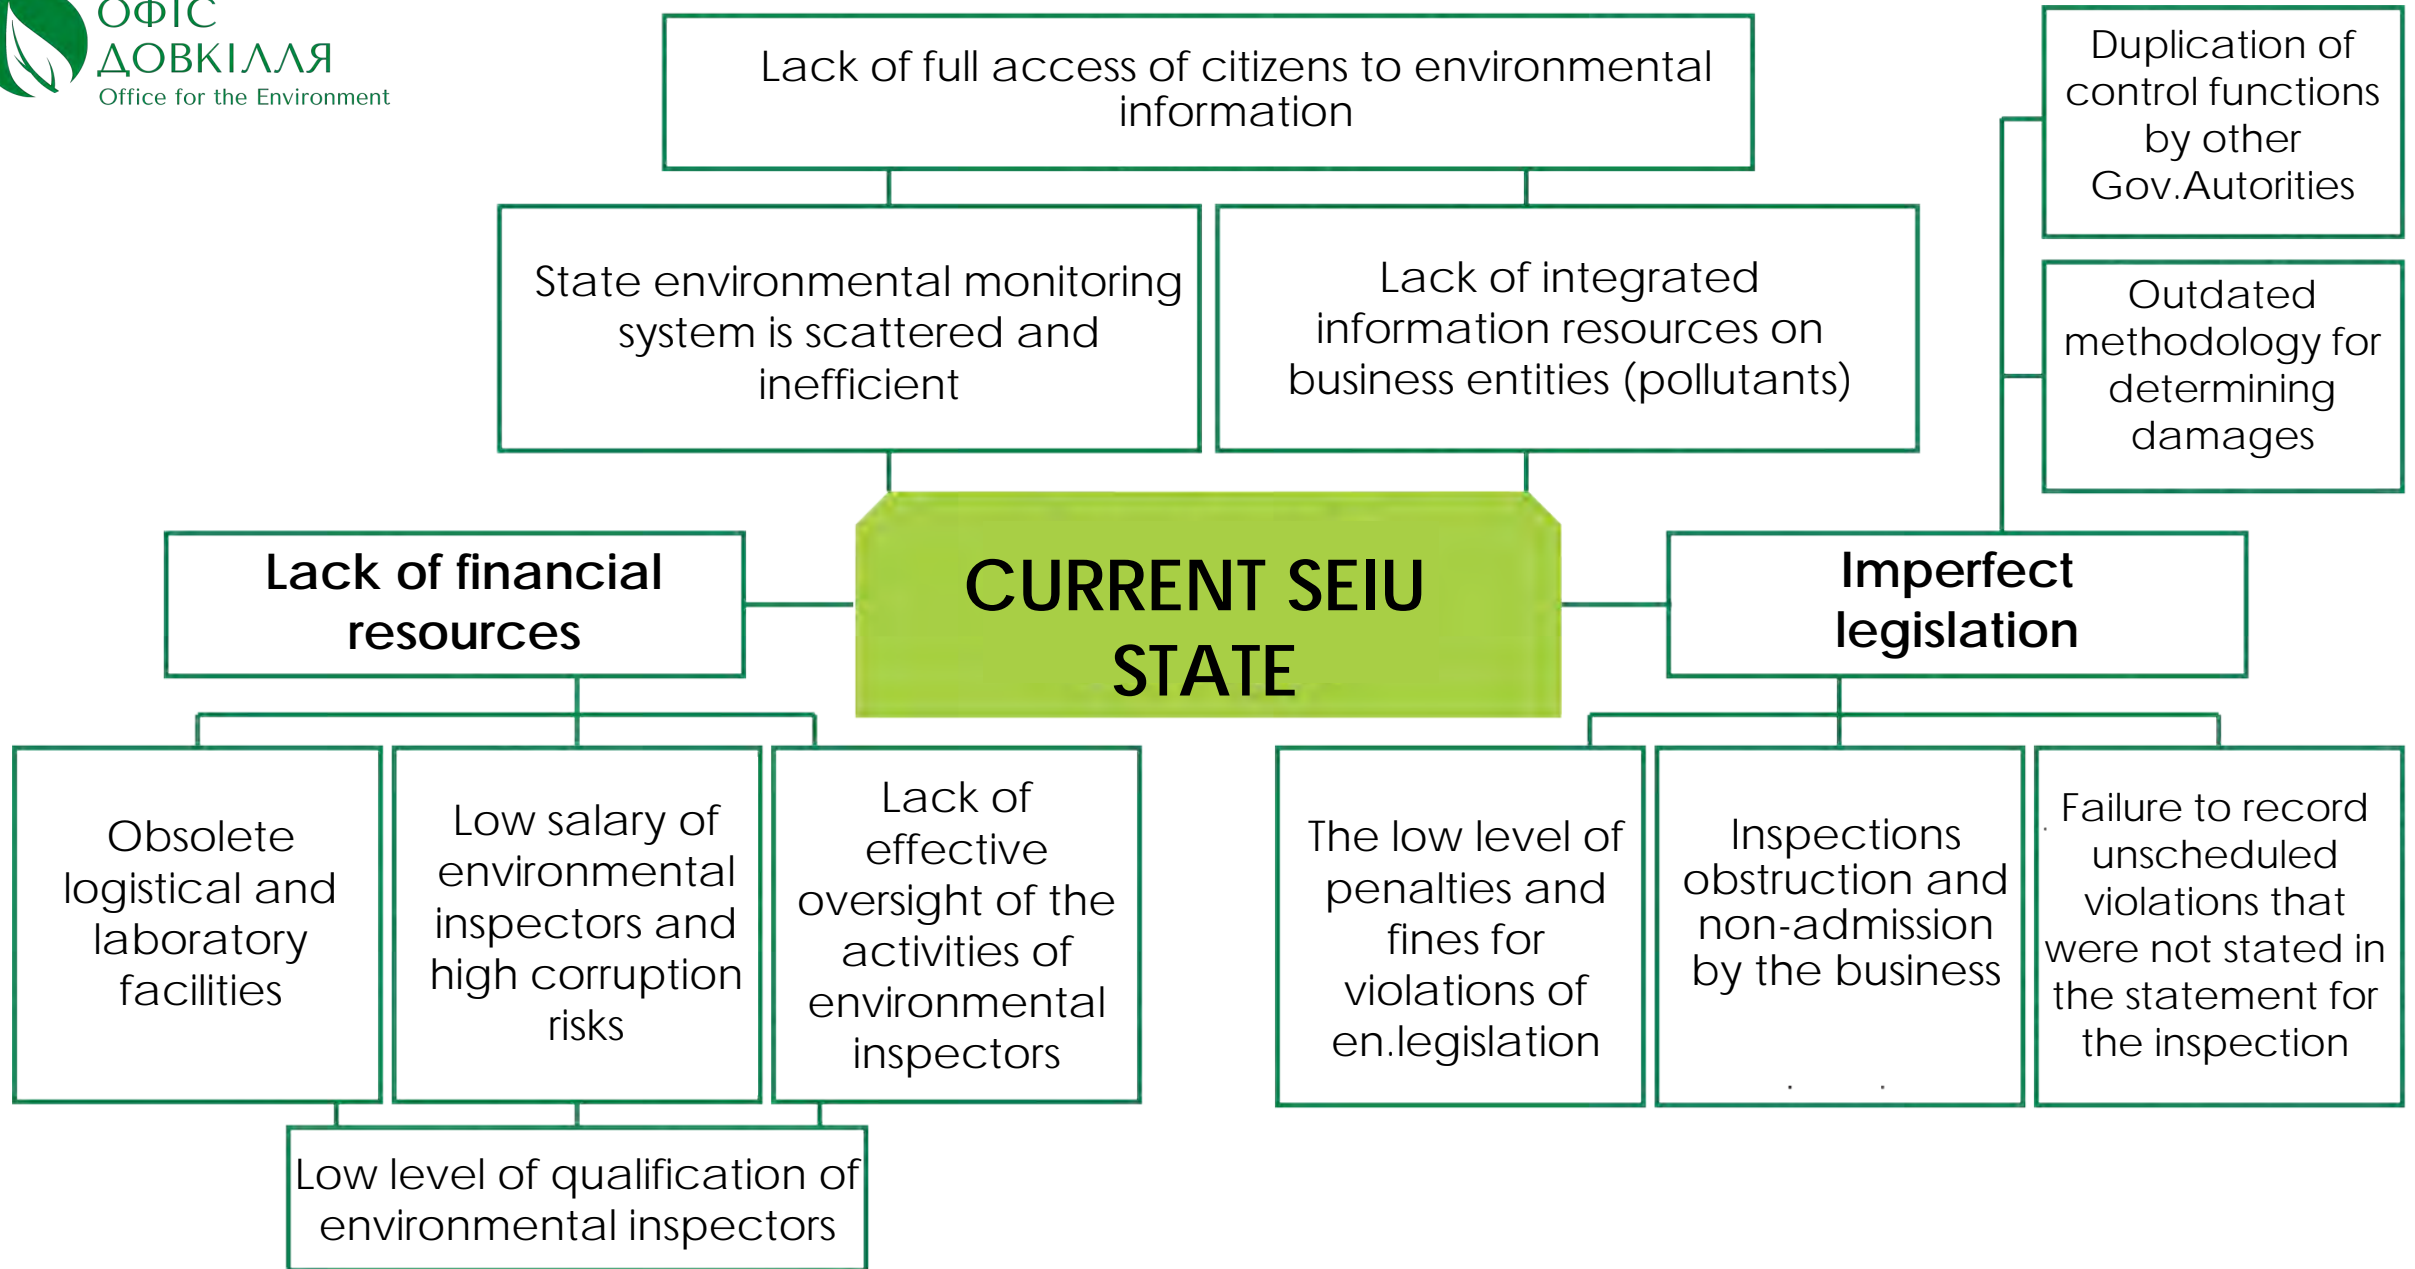 ОФІС
ДОВКІЛЛЯ
Office for the Environment
Lack of full access of citizens to environmental
information
Duplication of
control functions
by other
Gov.Autorities
State environmental monitoring
system is scattered and
inefficient
Lack of integrated
information resources on
business entities (pollutants)
Outdated
methodology for
determining
damages
Lack of financial
resources
CURRENT SEIU
STATE
Imperfect
legislation
Obsolete
logistical and
laboratory
facilities
Low salary of
environmental
inspectors and
high corruption
risks
Lack of
effective
oversight of the
activities of
environmental
inspectors
The low level of
penalties and
fines for
violations of
en.legislation
Inspections
obstruction and
non-admission
by the business
Failure to record
unscheduled
violations that
were not stated in
the statement for
the inspection
Low level of qualification of
environmental inspectors